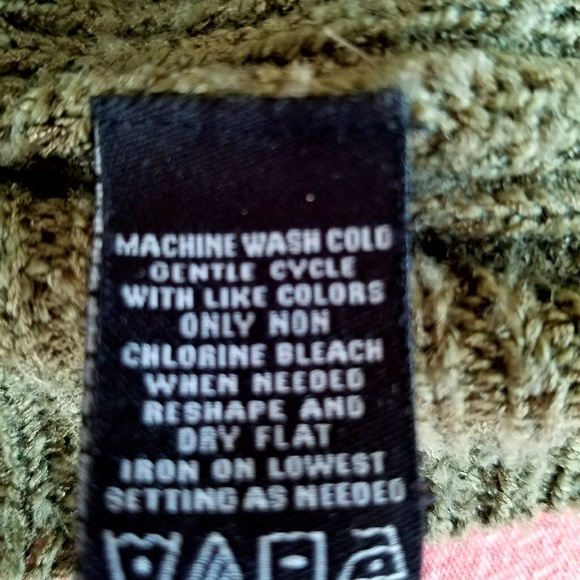 MACHINE WASH COLD
GENTLE CYCLE
WITH LIKE COLORS
ONLY NON
CHLORINE BLEACH
WHEN NEEDED
RESHAPE AND
DRY FLAT
IRON ON LOWEST
SETTING AS NEEDED